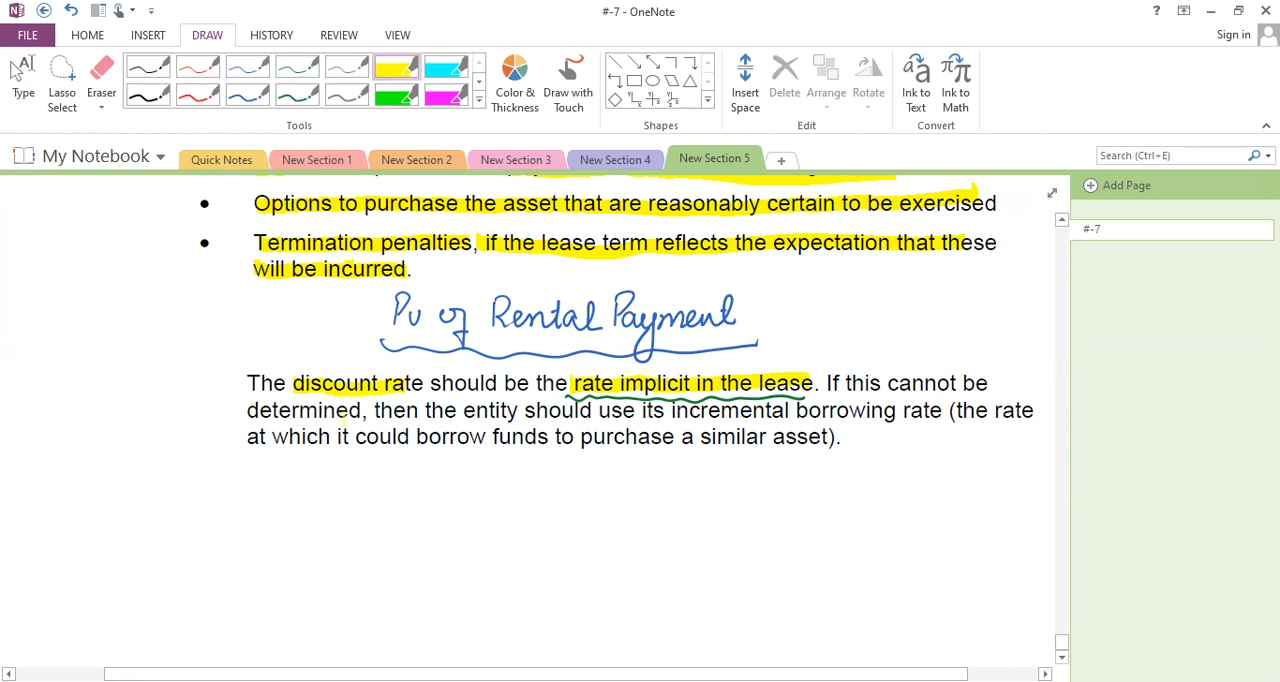 #-7 - OneNote
Sign in
FILE HOME INSERT DRAW HISTORY REVIEW VIEW
Type
Lasso Select
Eraser
Color & Thickness
Draw with Touch
Insert Space
Delete
Arrange
Rotate
Ink to Text
Ink to Math
Tools
Shapes
Edit
Convert
My Notebook
Quick Notes
New Section 1
New Section 2
New Section 3
New Section 4
New Section 5
Search (Ctrl+E)
Add Page
#-7
• Options to purchase the asset that are reasonably certain to be exercised
• Termination penalties, if the lease term reflects the expectation that these
will be incurred.
Pv of Rental Payment
The discount rate should be the rate implicit in the lease. If this cannot be
determined, then the entity should use its incremental borrowing rate (the rate
at which it could borrow funds to purchase a similar asset).